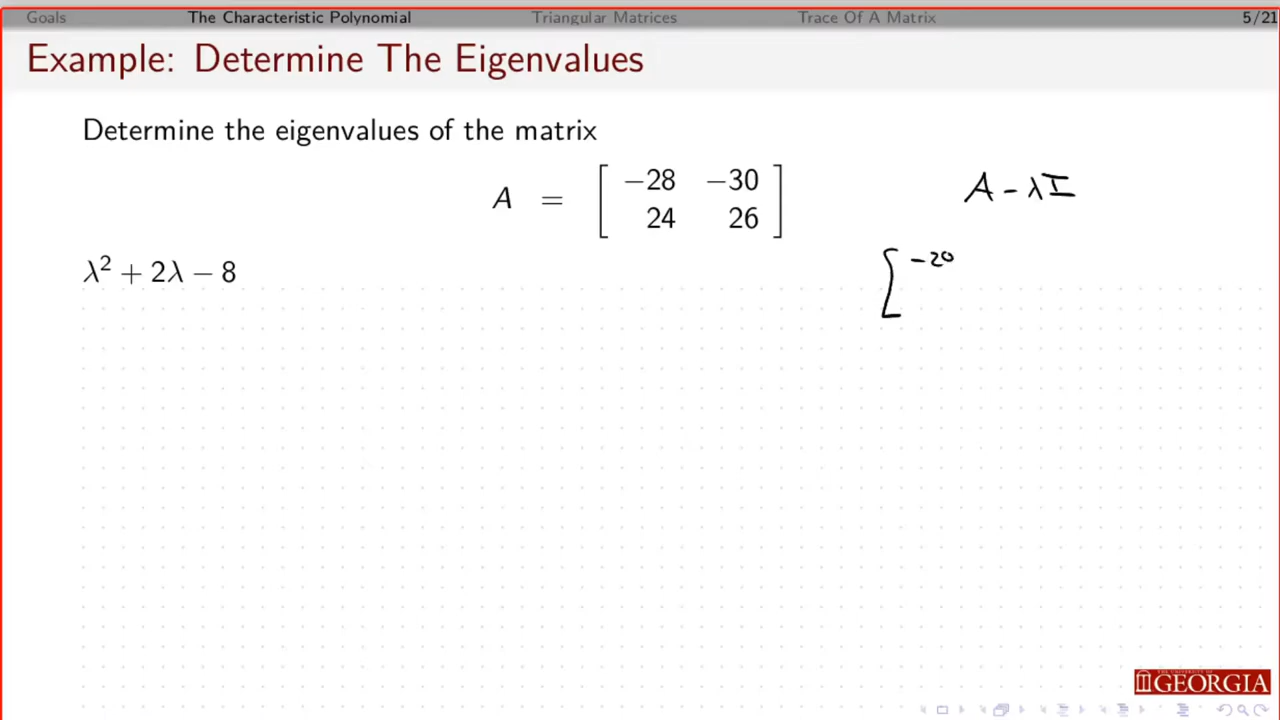 Goals The Characteristic Polynomial Triangular Matrices Trace Of A Matrix 5/21
Example: Determine The Eigenvalues
Determine the eigenvalues of the matrix
A = [ −28 −30
24 26 ]
A - λI
λ² + 2λ − 8
[ -20
GEORGIA